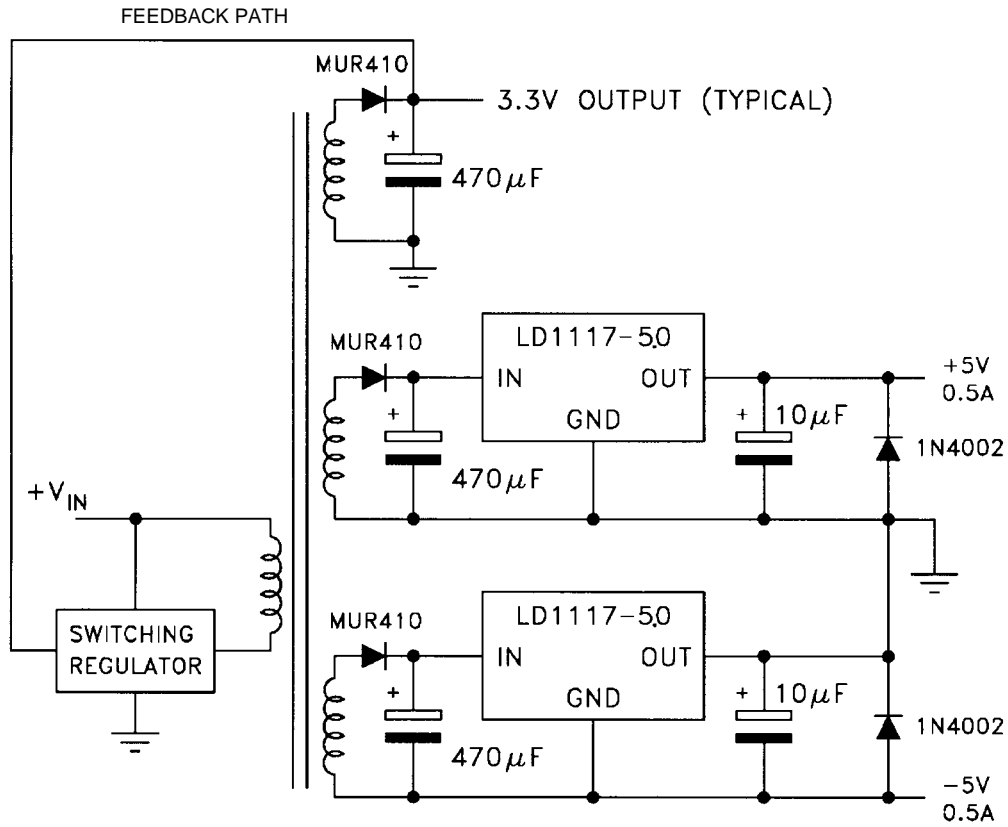 FEEDBACK PATH
MUR410
3.3V OUTPUT (TYPICAL)
+
470µF
MUR410
LD1117-5.0
IN
OUT
GND
+
470µF
+
10µF
+5V
0.5A
1N4002
+VIN
SWITCHING
REGULATOR
MUR410
LD1117-5.0
IN
OUT
GND
+
470µF
+
10µF
1N4002
-5V
0.5A